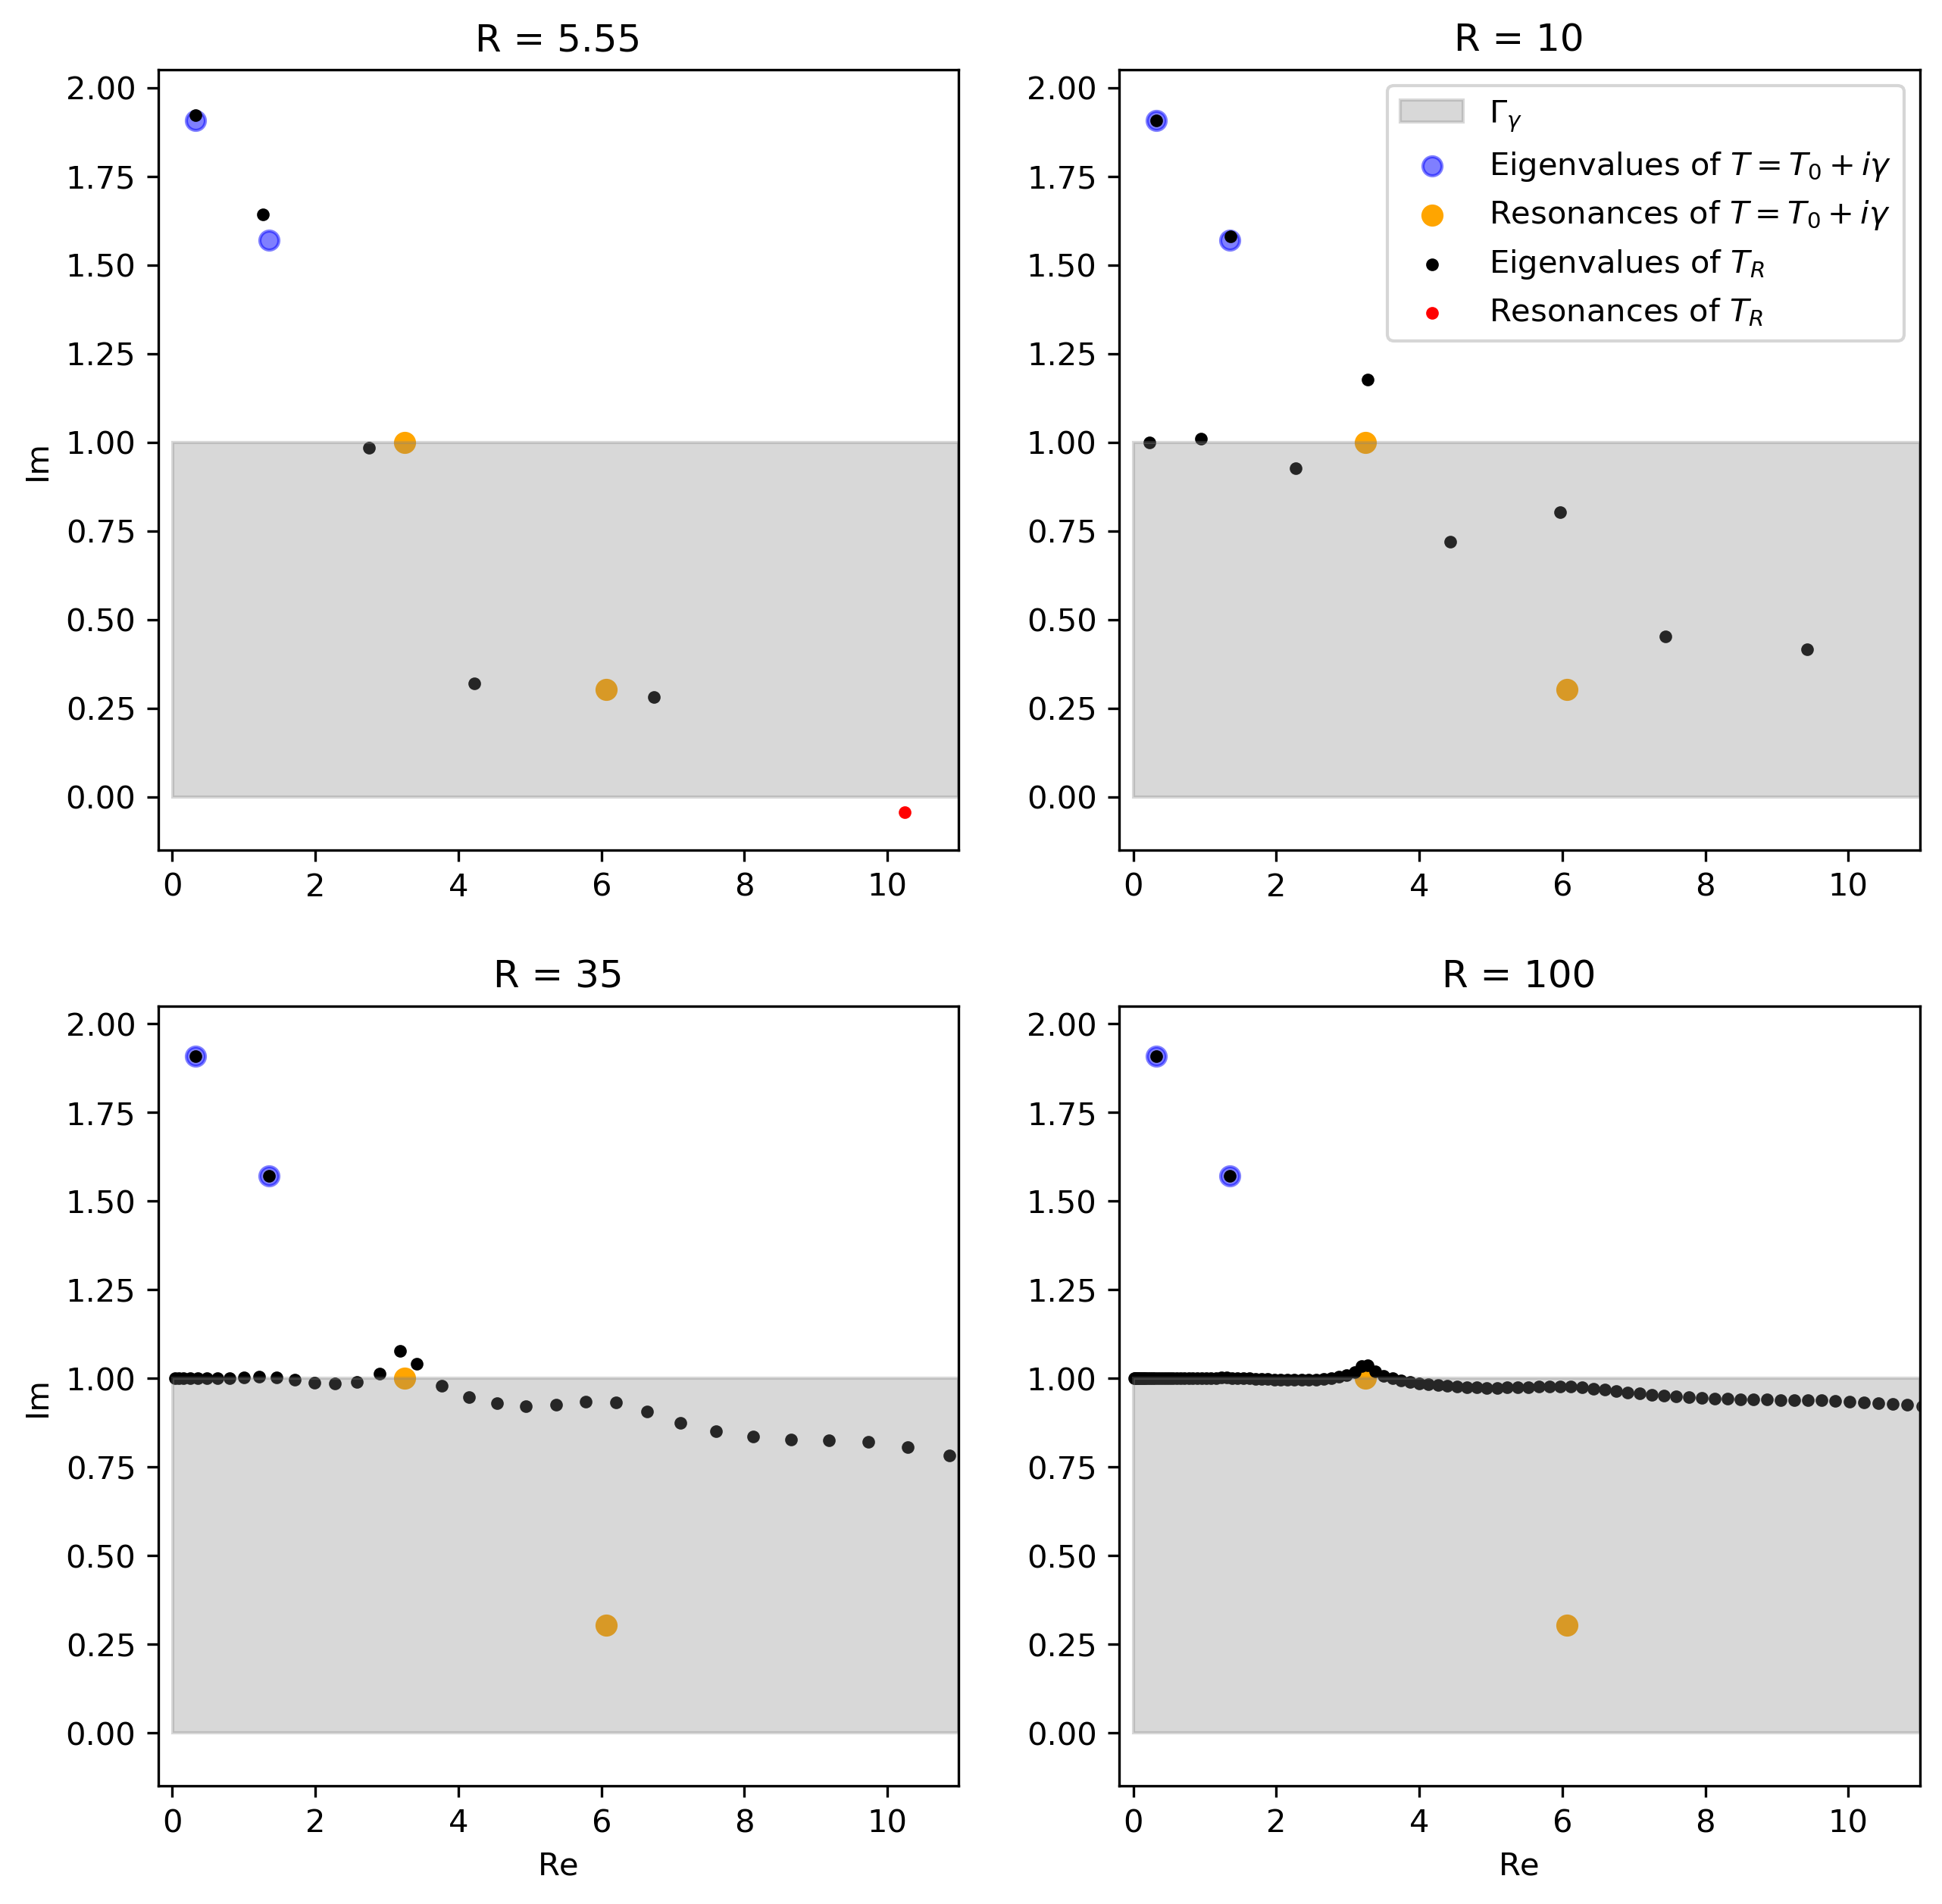 R = 5.55
2.00
1.75
1.50
1.25
1.00
0.75
0.50
0.25
0.00
Im
0 2 4 6 8 10
R = 10
2.00
1.75
1.50
1.25
1.00
0.75
0.50
0.25
0.00
0 2 4 6 8 10
Γγ
Eigenvalues of T = T₀ + iγ
Resonances of T = T₀ + iγ
Eigenvalues of T_R
Resonances of T_R
R = 35
2.00
1.75
1.50
1.25
1.00
0.75
0.50
0.25
0.00
Im
0 2 4 6 8 10
Re
R = 100
2.00
1.75
1.50
1.25
1.00
0.75
0.50
0.25
0.00
0 2 4 6 8 10
Re